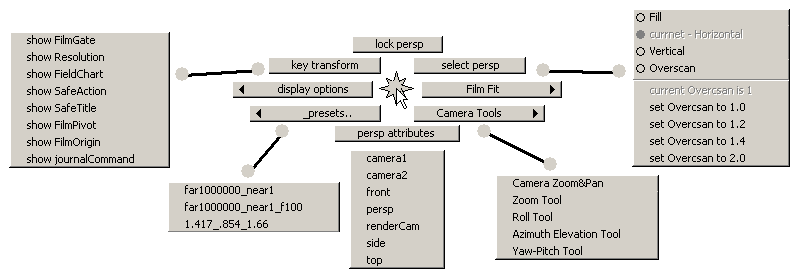 show FilmGate
show Resolution
show FieldChart
show SafeAction
show SafeTitle
show FilmPivot
show FilmOrigin
show journalCommand
lock persp
key transform
select persp
display options
Film Fit
_presets..
Camera Tools
persp attributes
Fill
currnet - Horizontal
Vertical
Overscan
current Overcsan is 1
set Overcsan to 1.0
set Overcsan to 1.2
set Overcsan to 1.4
set Overcsan to 2.0
far1000000_near1
far1000000_near1_f100
1.417_.854_1.66
camera1
camera2
front
persp
renderCam
side
top
Camera Zoom&Pan
Zoom Tool
Roll Tool
Azimuth Elevation Tool
Yaw-Pitch Tool